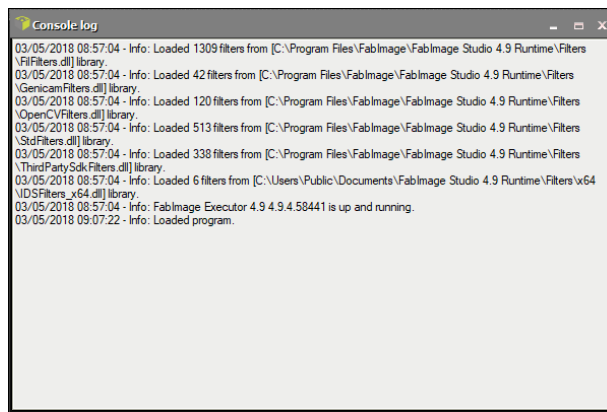 Console log
03/05/2018 08:57:04 - Info: Loaded 1309 filters from [C:\Program Files\FabImage\FabImage Studio 4.9 Runtime\Filters
\FilFilters.dll] library.
03/05/2018 08:57:04 - Info: Loaded 42 filters from [C:\Program Files\FabImage\FabImage Studio 4.9 Runtime\Filters
\GenicamFilters.dll] library.
03/05/2018 08:57:04 - Info: Loaded 120 filters from [C:\Program Files\FabImage\FabImage Studio 4.9 Runtime\Filters
\OpenCVFilters.dll] library.
03/05/2018 08:57:04 - Info: Loaded 513 filters from [C:\Program Files\FabImage\FabImage Studio 4.9 Runtime\Filters
\StdFilters.dll] library.
03/05/2018 08:57:04 - Info: Loaded 338 filters from [C:\Program Files\FabImage\FabImage Studio 4.9 Runtime\Filters
\ThirdPartySdkFilters.dll] library.
03/05/2018 08:57:04 - Info: Loaded 6 filters from [C:\Users\Public\Documents\FabImage Studio 4.9 Runtime\Filters\x64
\IDSFilters_x64.dll] library.
03/05/2018 08:57:04 - Info: FabImage Executor 4.9 4.9.4.58441 is up and running.
03/05/2018 09:07:22 - Info: Loaded program.